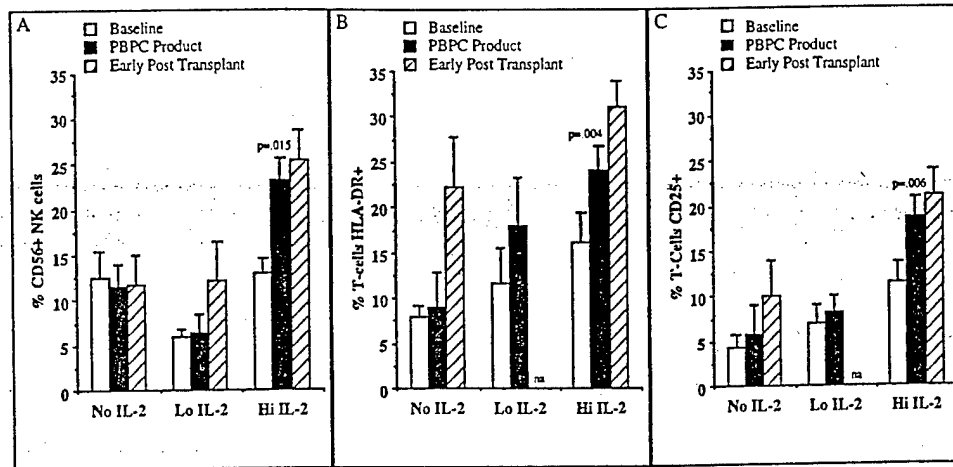 A
Baseline
PBPC Product
Early Post Transplant
% CD56+ NK cells
35
30
25
20
15
10
5
0
p=.015
No IL-2
Lo IL-2
Hi IL-2
B
Baseline
PBPC Product
Early Post Transplant
% T-cells HLA-DR+
35
30
25
20
15
10
5
0
p=.004
na
No IL-2
Lo IL-2
Hi IL-2
C
Baseline
PBPC Product
Early Post Transplant
% T-Cells CD25+
35
30
25
20
15
10
5
0
p=.006
na
No IL-2
Lo IL-2
Hi IL-2